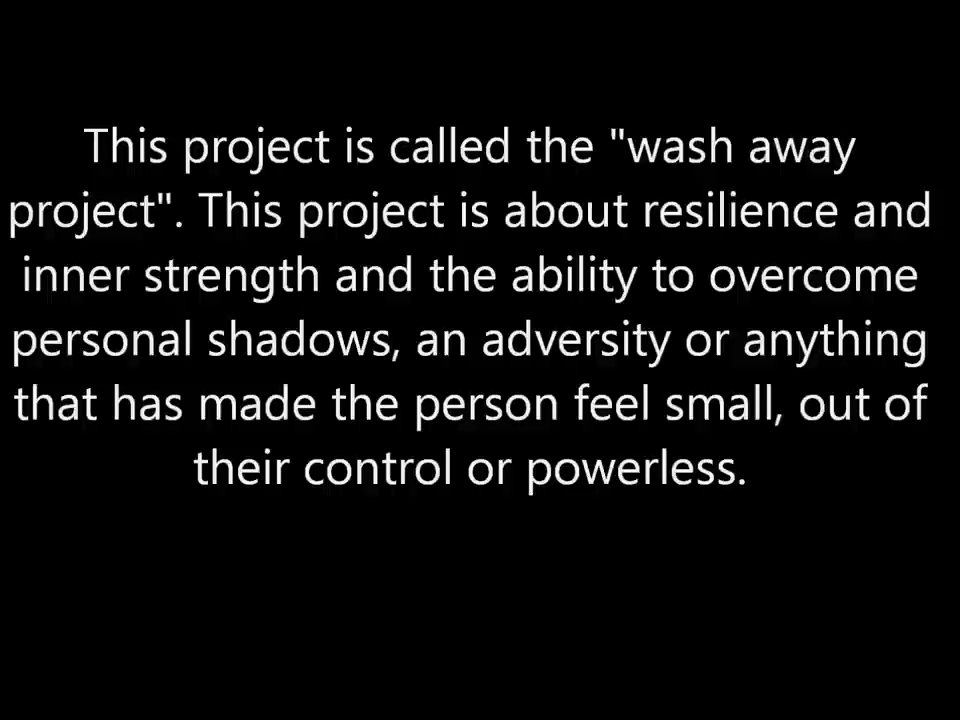 This project is called the "wash away
project". This project is about resilience and
inner strength and the ability to overcome
personal shadows, an adversity or anything
that has made the person feel small, out of
their control or powerless.